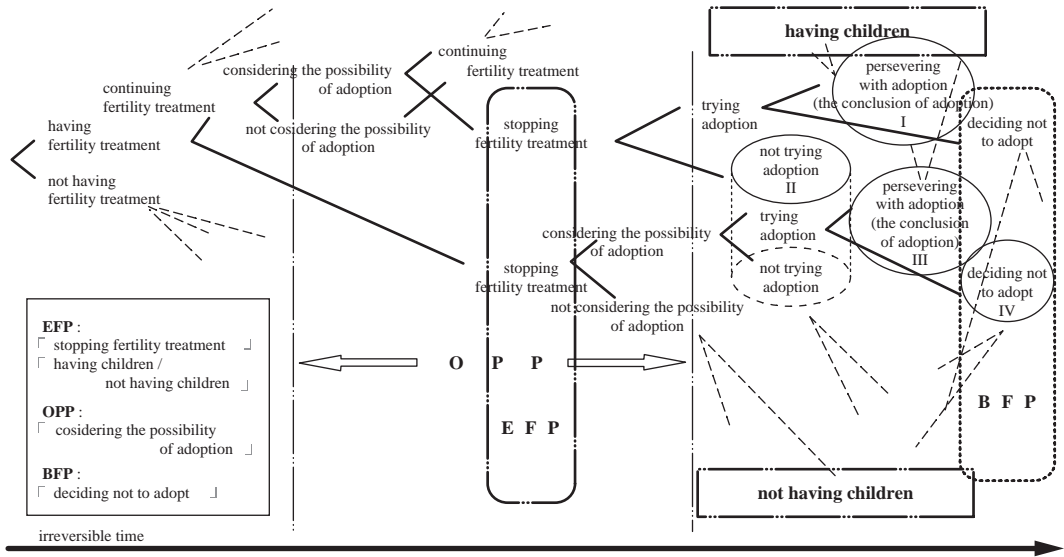 having children
continuing
fertility treatment
considering the possibility
of adoption
persevering
with adoption
(the conclusion of adoption)
I
continuing
fertility treatment
trying
adoption
deciding not
to adopt
having
fertility treatment
not cosidering the possibility
of adoption
stopping
fertility treatment
not trying
adoption
II
not having
fertility treatment
persevering
with adoption
(the conclusion
of adoption)
III
trying
adoption
considering the possibility
of adoption
stopping
fertility treatment
not trying
adoption
deciding not
to adopt
IV
not considering the possibility
of adoption
EFP :
「 stopping fertility treatment 」
「 having children /
not having children 」
OPP :
「 cosidering the possibility
of adoption 」
BFP :
「 deciding not to adopt 」
O P P
E F P
B F P
not having children
irreversible time